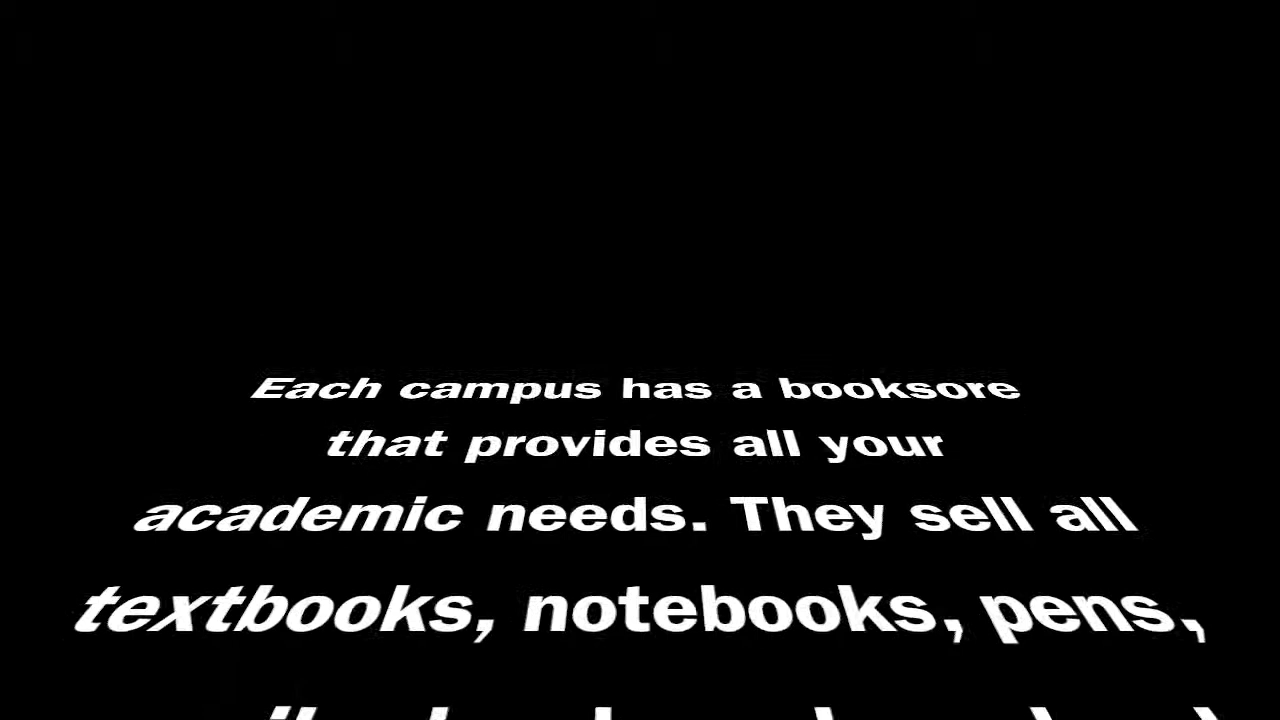 Each campus has a booksore
that provides all your
academic needs. They sell all
textbooks, notebooks, pens,